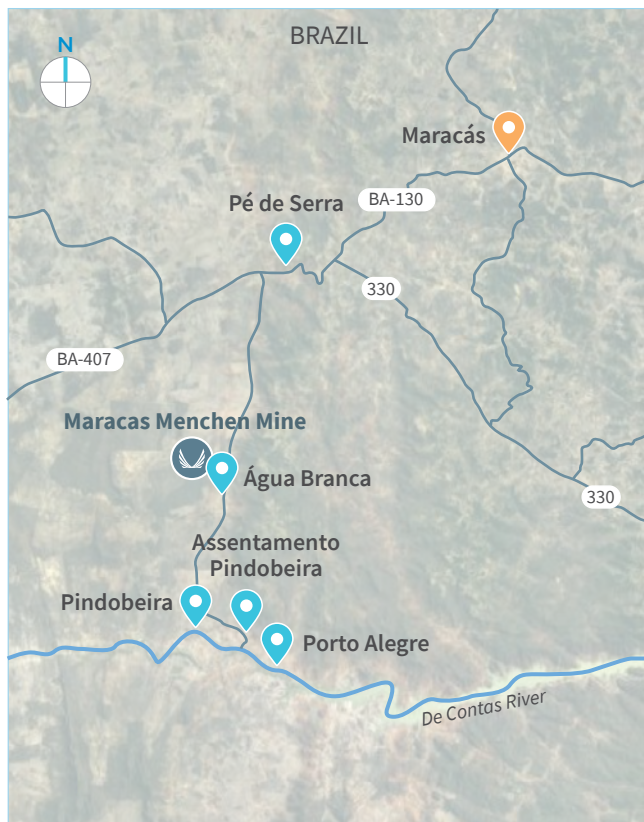 BRAZIL
N
Maracás
BA-130
Pé de Serra
330
BA-407
Maracas Menchen Mine
Água Branca
330
Assentamento
Pindobeira
Pindobeira
Porto Alegre
De Contas River